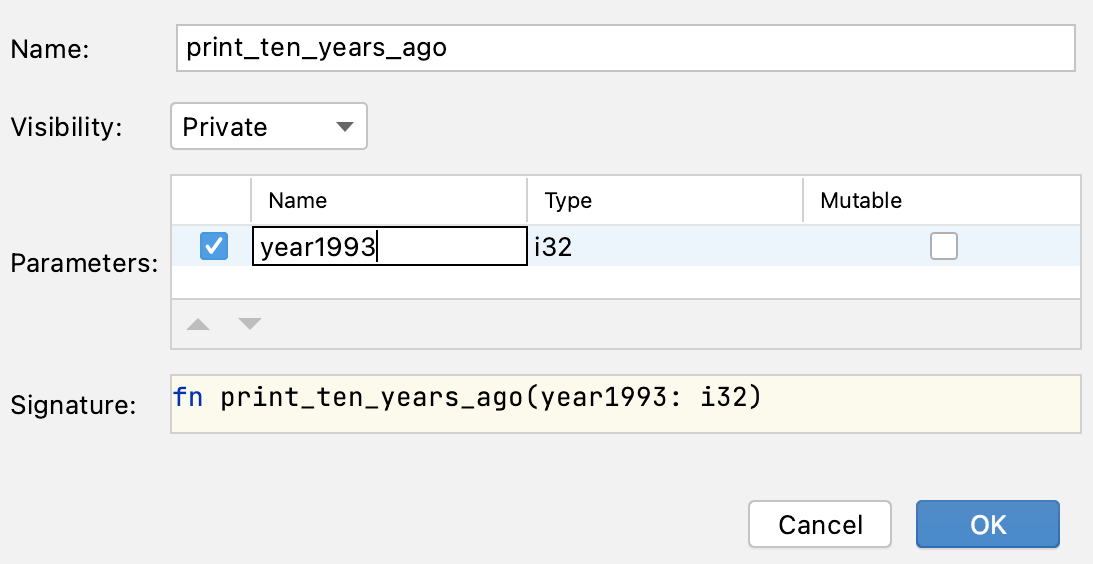 Name: print_ten_years_ago
Visibility: Private
Name Type Mutable
Parameters: year1993 i32
Signature: fn print_ten_years_ago(year1993: i32)
Cancel OK